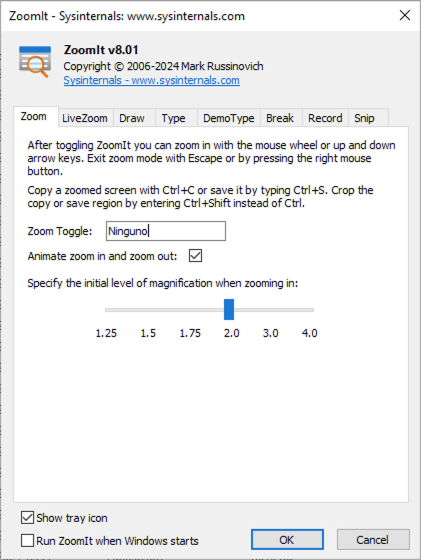 ZoomIt - Sysinternals: www.sysinternals.com
ZoomIt v8.01
Copyright © 2006-2024 Mark Russinovich
Sysinternals - www.sysinternals.com
Zoom LiveZoom Draw Type DemoType Break Record Snip
After toggling ZoomIt you can zoom in with the mouse wheel or up and down
arrow keys. Exit zoom mode with Escape or by pressing the right mouse
button.
Copy a zoomed screen with Ctrl+C or save it by typing Ctrl+S. Crop the
copy or save region by entering Ctrl+Shift instead of Ctrl.
Zoom Toggle: Ninguno
Animate zoom in and zoom out:
Specify the initial level of magnification when zooming in:
1.25 1.5 1.75 2.0 3.0 4.0
Show tray icon
Run ZoomIt when Windows starts
OK Cancel